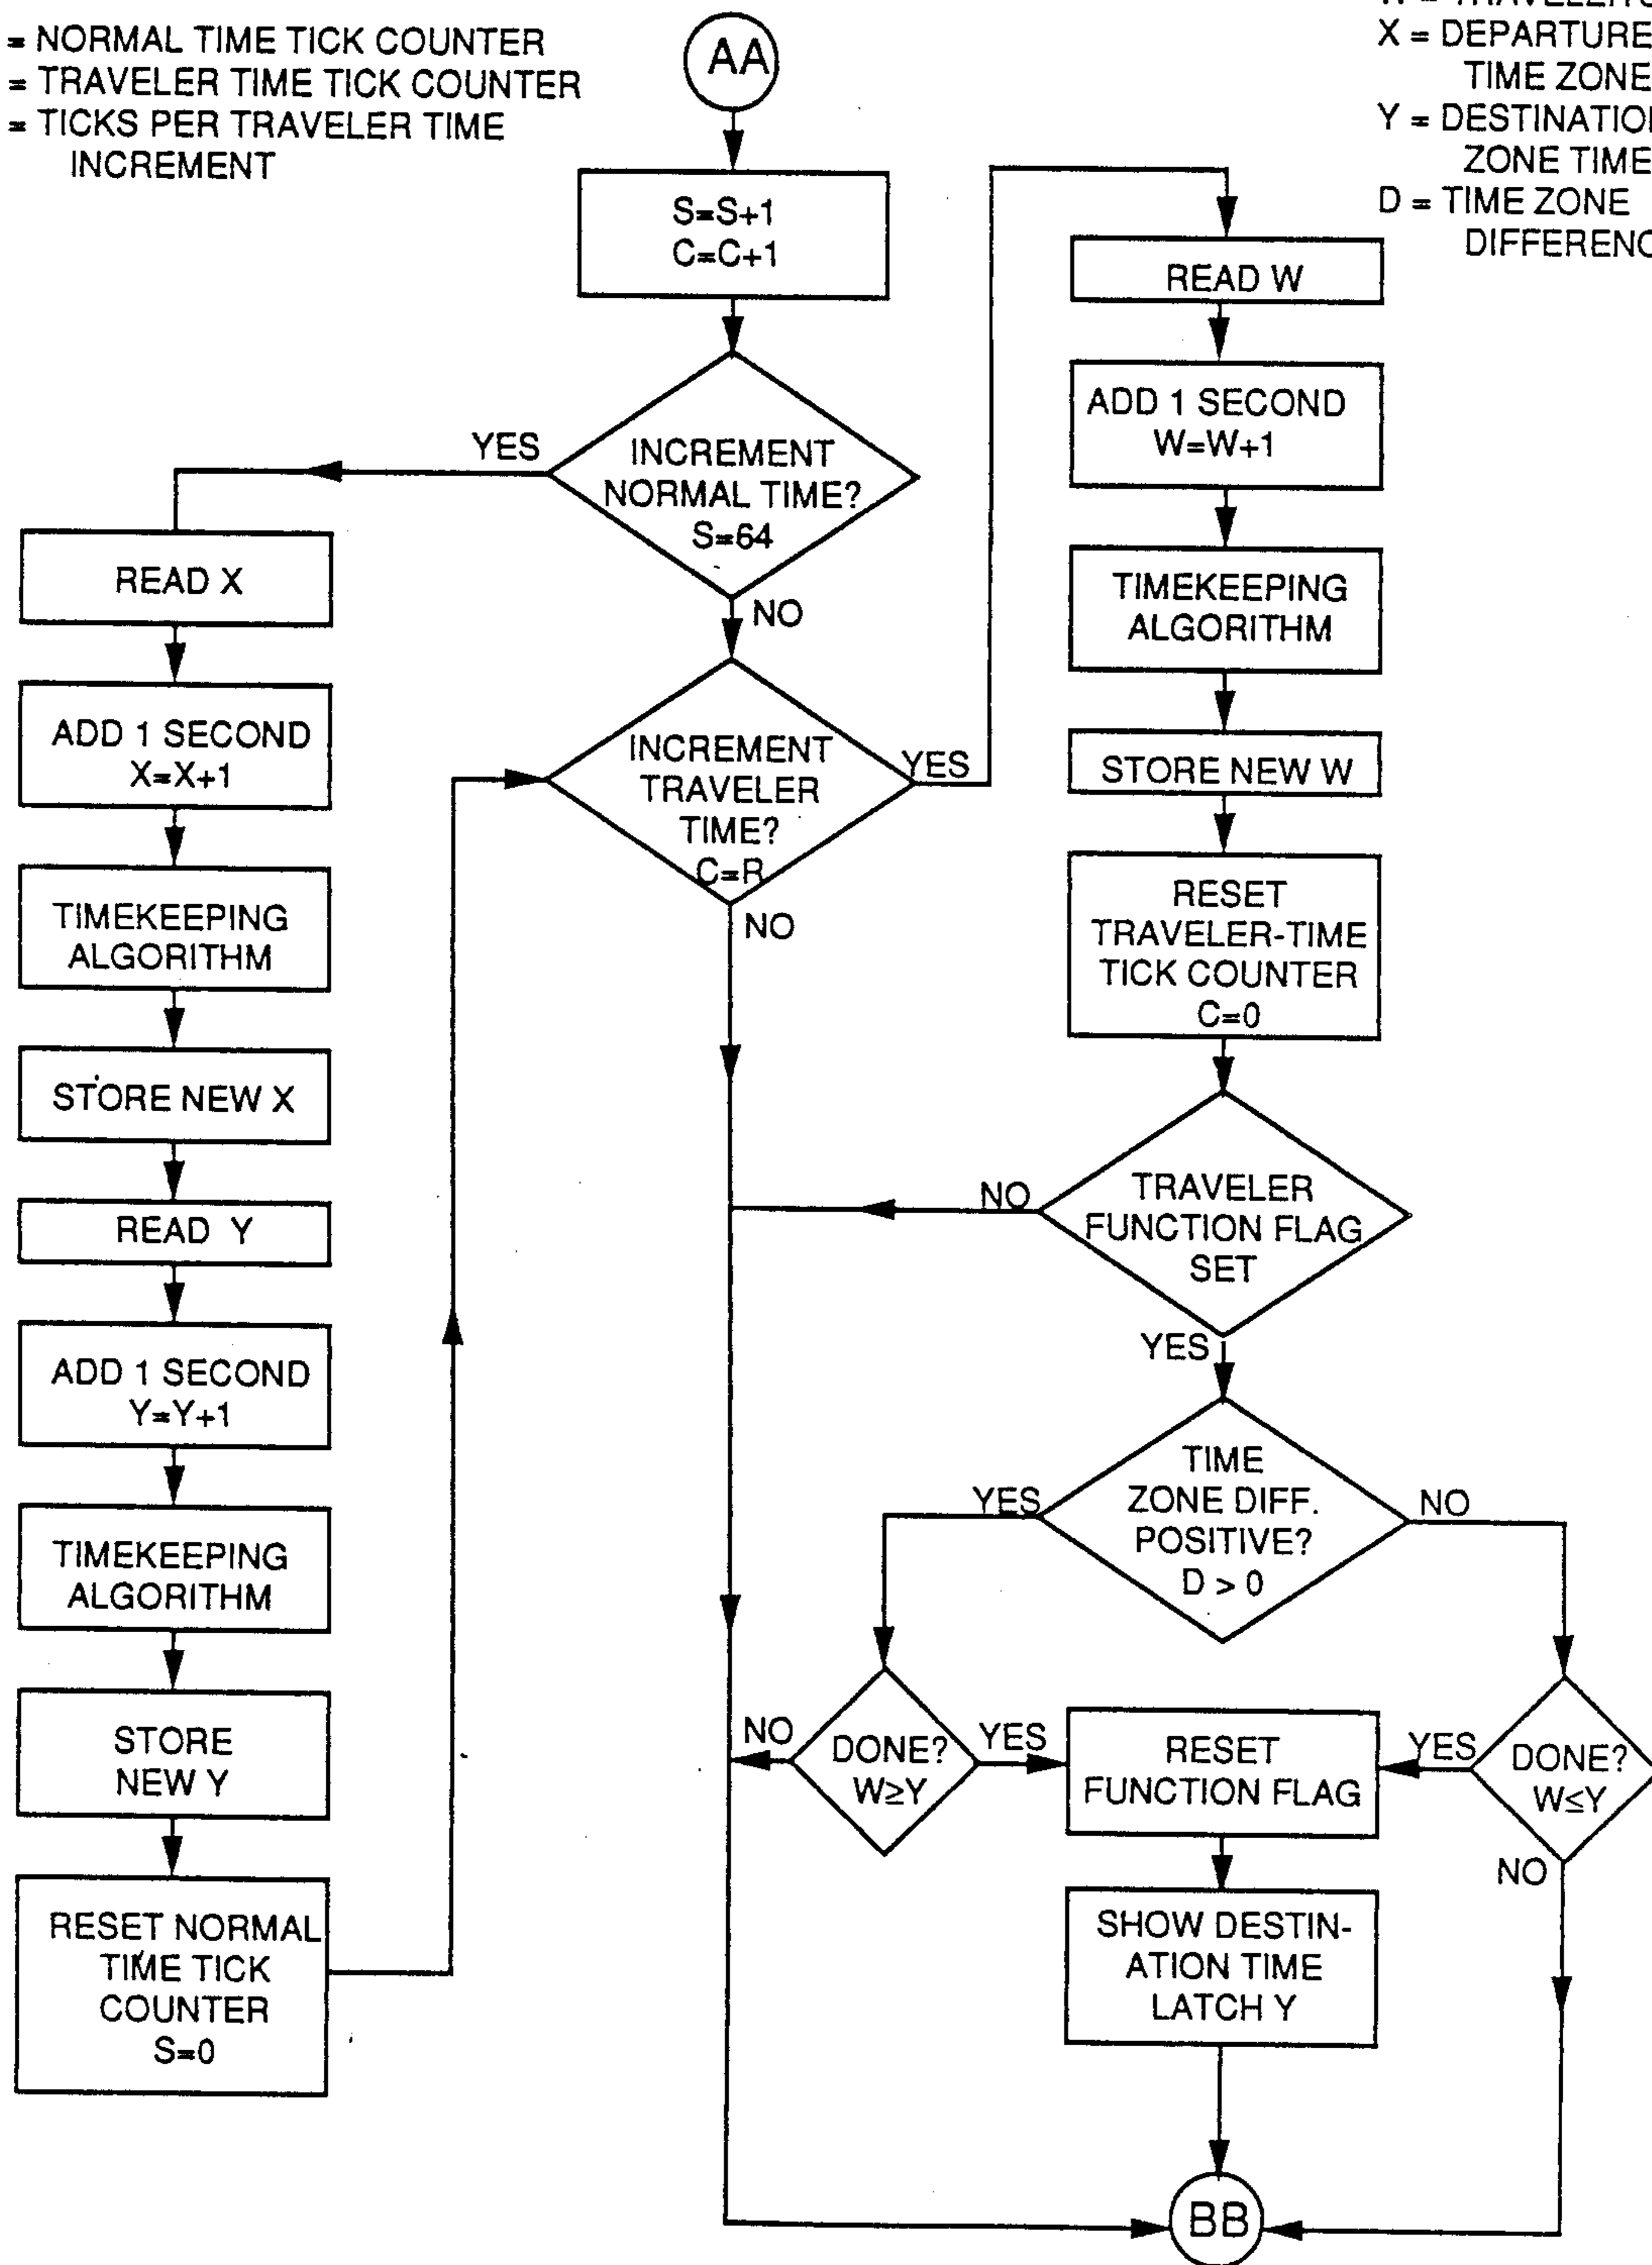 = NORMAL TIME TICK COUNTER
= TRAVELER TIME TICK COUNTER
= TICKS PER TRAVELER TIME
INCREMENT
X = DEPARTURE
TIME ZONE
Y = DESTINATION
ZONE TIME
D = TIME ZONE
DIFFERENC
AA
S=S+1
C=C+1
INCREMENT
NORMAL TIME?
S=64
YES
NO
READ X
ADD 1 SECOND
X=X+1
TIMEKEEPING
ALGORITHM
STORE NEW X
READ Y
ADD 1 SECOND
Y=Y+1
TIMEKEEPING
ALGORITHM
STORE
NEW Y
RESET NORMAL
TIME TICK
COUNTER
S=0
INCREMENT
TRAVELER
TIME?
C=R
YES
NO
READ W
ADD 1 SECOND
W=W+1
TIMEKEEPING
ALGORITHM
STORE NEW W
RESET
TRAVELER-TIME
TICK COUNTER
C=0
TRAVELER
FUNCTION FLAG
SET
NO
YES
TIME
ZONE DIFF.
POSITIVE?
D > 0
YES
NO
DONE?
W≥Y
NO
YES
RESET
FUNCTION FLAG
DONE?
W≤Y
YES
NO
SHOW DESTIN-
ATION TIME
LATCH Y
BB